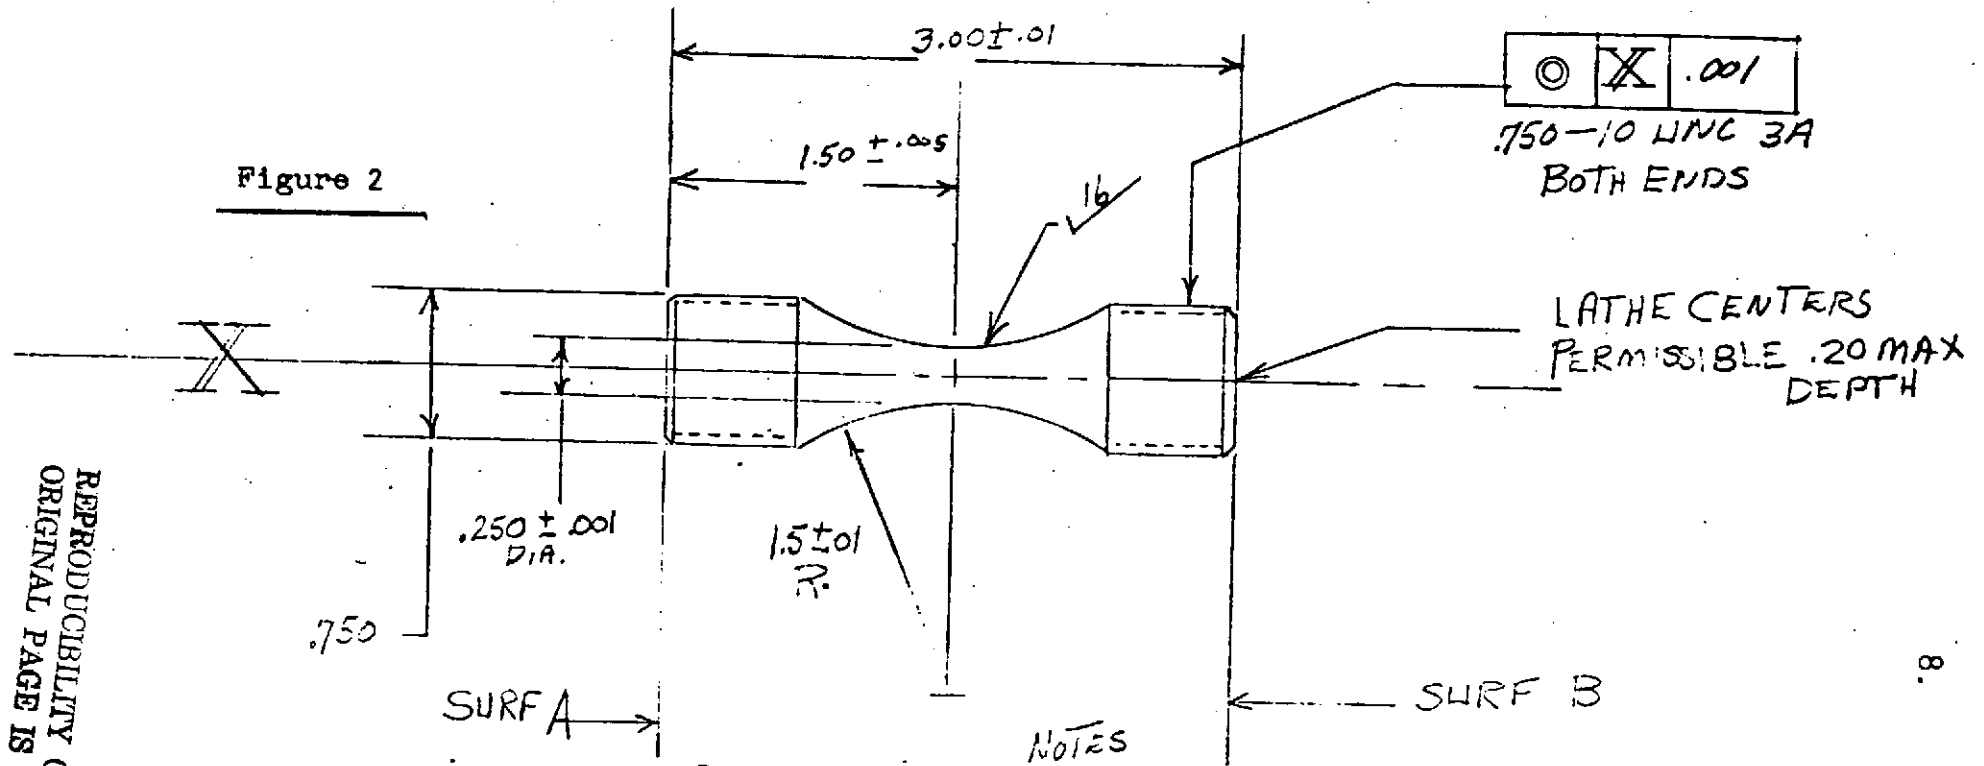 3.00±.01
◎ X .001
.750-10 UNC 3A
BOTH ENDS
1.50 ±.005
Figure 2
16
X
LATHE CENTERS
PERMISSIBLE .20 MAX
DEPTH
.250 ± .001
DIA.
1.5±01
R.
.750
SURF A
SURF B
NOTES
8.
REPRODUCIBILITY
ORIGINAL PAGE IS